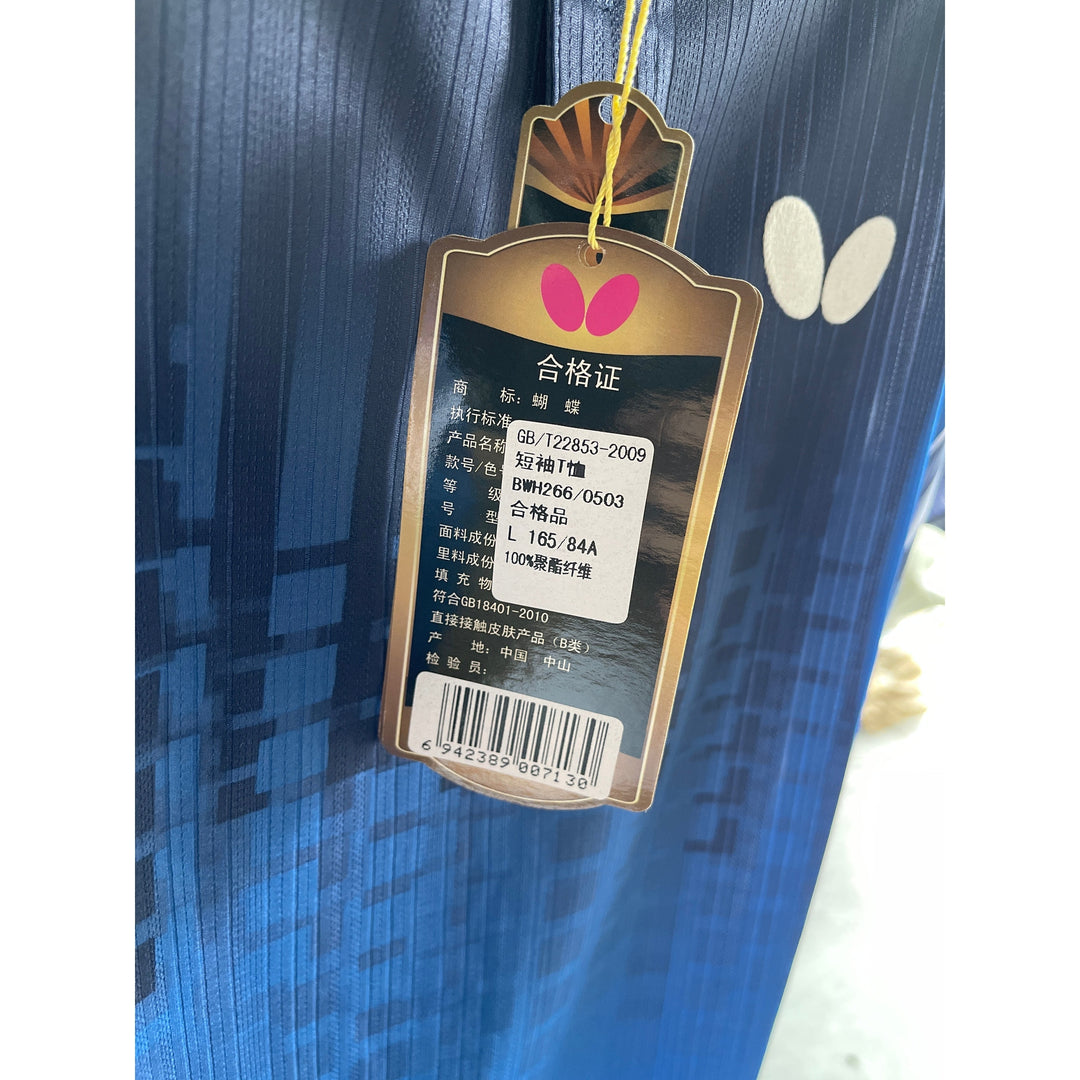 合格证
商 标: 蝴 蝶
执行标准 GB/T22853-2009
产品名称 短袖T恤
款号/色号 BWH266/0503
等 级 合格品
号 型 L 165/84A
面料成份 100%聚酯纤维
里料成份
填 充 物
符合GB18401-2010
直接接触皮肤产品(B类)
产 地: 中国 中山
检 验 员:
6 942389 007130